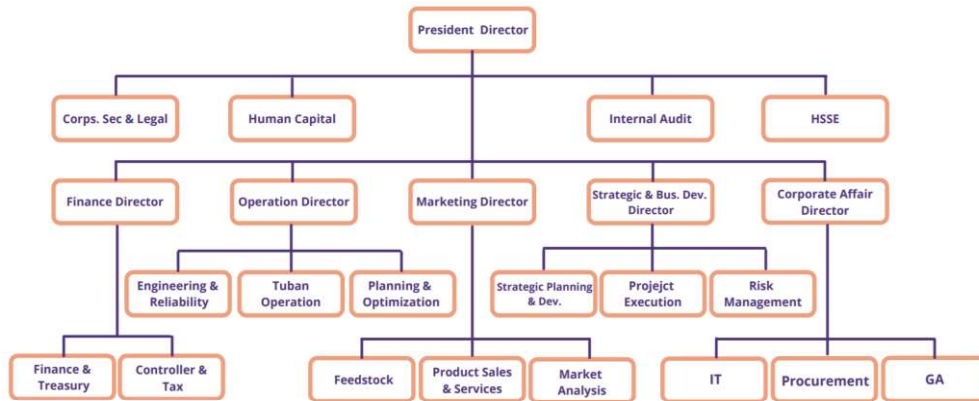 President Director
Corps. Sec & Legal
Human Capital
Internal Audit
HSSE
Finance Director
Operation Director
Marketing Director
Strategic & Bus. Dev.
Director
Corporate Affair
Director
Engineering &
Reliability
Tuban
Operation
Planning &
Optimization
Strategic Planning
& Dev.
Projejct
Execution
Risk
Management
Finance &
Treasury
Controller &
Tax
Feedstock
Product Sales
& Services
Market
Analysis
IT
Procurement
GA